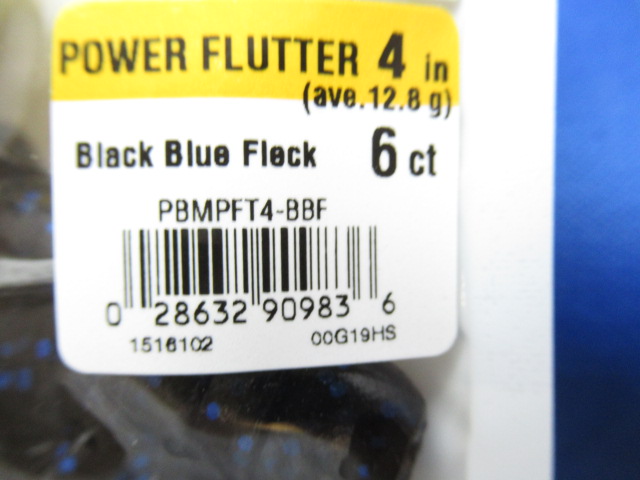 POWER FLUTTER 4 in
(ave.12.8 g)
Black Blue Fleck 6 ct
PBMPFT4-BBF
0 28632 90983 6
1516102 00G19HS